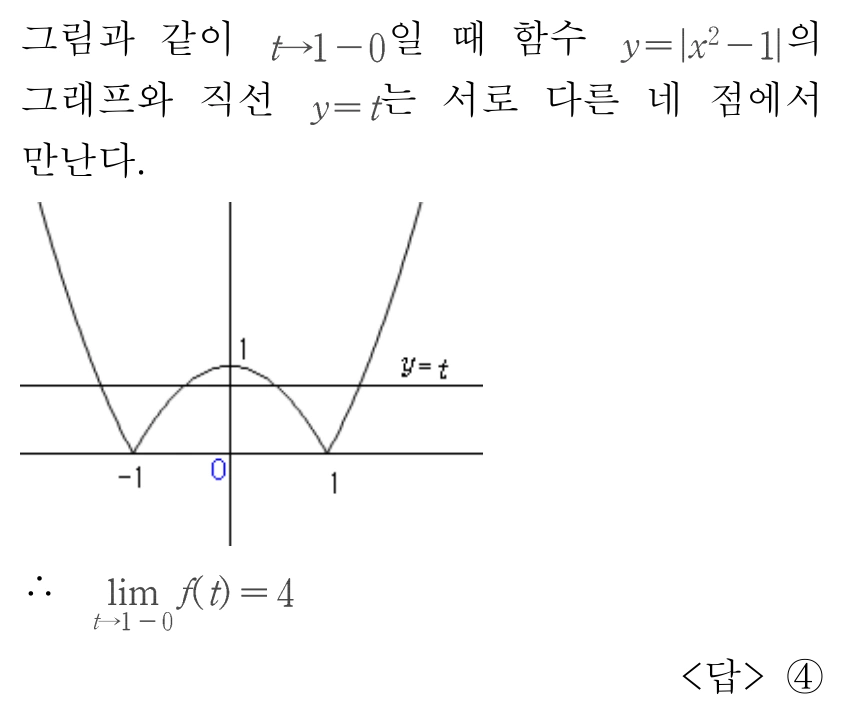 그림과 같이 t→1-0일 때 함수 y=|x²-1|의
그래프와 직선 y=t는 서로 다른 네 점에서
만난다.
1
y=t
-1
0
1
∴ lim f(t)=4
t→1-0
<답> ④